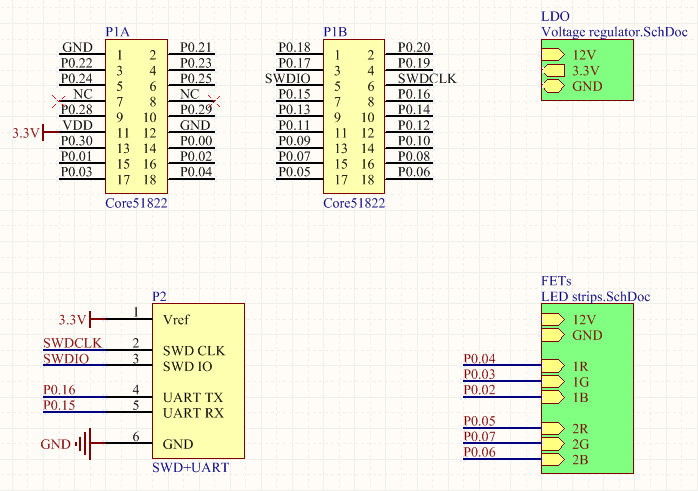 P1A
GND 1 2 P0.21
P0.22 3 4 P0.23
P0.24 5 6 P0.25
NC 7 8 NC
P0.28 9 10 P0.29
3.3V VDD 11 12 GND
P0.30 13 14 P0.00
P0.01 15 16 P0.02
P0.03 17 18 P0.04
Core51822
P1B
P0.18 1 2 P0.20
P0.17 3 4 P0.19
SWDIO 5 6 SWDCLK
P0.15 7 8 P0.16
P0.13 9 10 P0.14
P0.11 11 12 P0.12
P0.09 13 14 P0.10
P0.07 15 16 P0.08
P0.05 17 18 P0.06
Core51822
LDO
Voltage regulator.SchDoc
12V
3.3V
GND
P2
3.3V 1 Vref
SWDCLK 2 SWD CLK
SWDIO 3 SWD IO
P0.16 4 UART TX
P0.15 5 UART RX
GND 6 GND
SWD+UART
FETs
LED strips.SchDoc
12V
GND
P0.04 1R
P0.03 1G
P0.02 1B
P0.05 2R
P0.07 2G
P0.06 2B